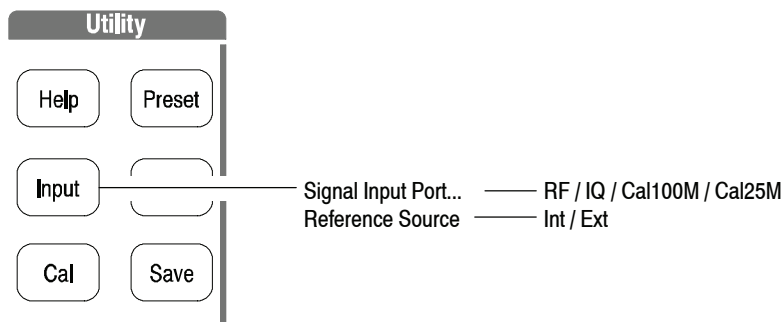 Utility
Help Preset
Input
Signal Input Port... RF / IQ / Cal100M / Cal25M
Reference Source Int / Ext
Cal Save